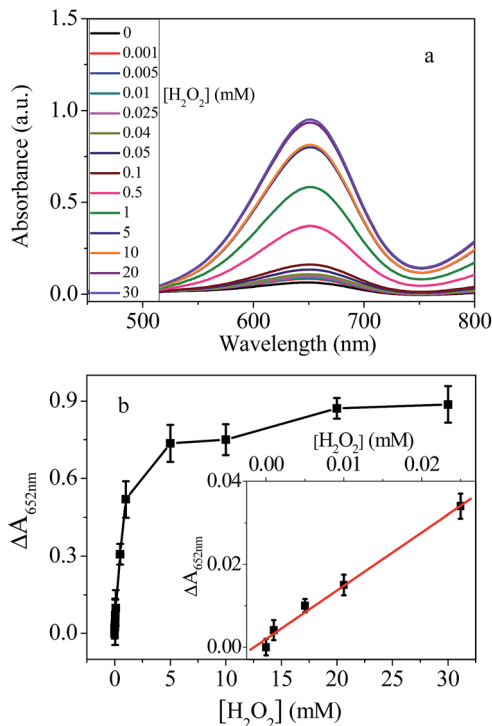 a
Absorbance (a.u.)
1.5
1.0
0.5
0.0
0
0.001
0.005
0.01
0.025
0.04
0.05
0.1
0.5
1
5
10
20
30
[H₂O₂] (mM)
500 600 700 800
Wavelength (nm)
b
ΔA652nm
0.9
0.6
0.3
0.0
0 5 10 15 20 25 30
[H₂O₂] (mM)
[H₂O₂] (mM)
0.00 0.01 0.02
ΔA652nm
0.04
0.02
0.00